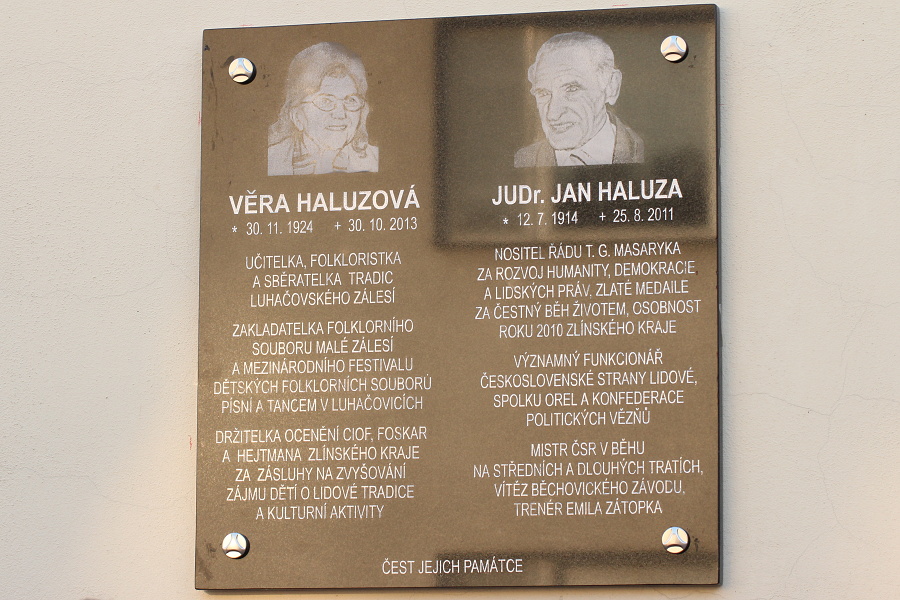 VĚRA HALUZOVÁ
* 30. 11. 1924 + 30. 10. 2013
UČITELKA, FOLKLORISTKA
A SBĚRATELKA TRADIC
LUHAČOVSKÉHO ZÁLESÍ
ZAKLADATELKA FOLKLORNÍHO
SOUBORU MALÉ ZÁLESÍ
A MEZINÁRODNÍHO FESTIVALU
DĚTSKÝCH FOLKLORNÍCH SOUBORŮ
PÍSNÍ A TANCEM V LUHAČOVICÍCH
DRŽITELKA OCENĚNÍ CIOF, FOSKAR
A HEJTMANA ZLÍNSKÉHO KRAJE
ZA ZÁSLUHY NA ZVYŠOVÁNÍ
ZÁJMU DĚTÍ O LIDOVÉ TRADICE
A KULTURNÍ AKTIVITY
JUDr. JAN HALUZA
* 12. 7. 1914 + 25. 8. 2011
NOSITEL ŘÁDU T. G. MASARYKA
ZA ROZVOJ HUMANITY, DEMOKRACIE
A LIDSKÝCH PRÁV, ZLATÉ MEDAILE
ZA ČESTNÝ BĚH ŽIVOTEM, OSOBNOST
ROKU 2010 ZLÍNSKÉHO KRAJE
VÝZNAMNÝ FUNKCIONÁŘ
ČESKOSLOVENSKÉ STRANY LIDOVÉ,
SPOLKU OREL A KONFEDERACE
POLITICKÝCH VĚZŇŮ
MISTR ČSR V BĚHU
NA STŘEDNÍCH A DLOUHÝCH TRATÍCH,
VÍTĚZ BĚCHOVICKÉHO ZÁVODU,
TRENÉR EMILA ZÁTOPKA
ČEST JEJICH PAMÁTCE